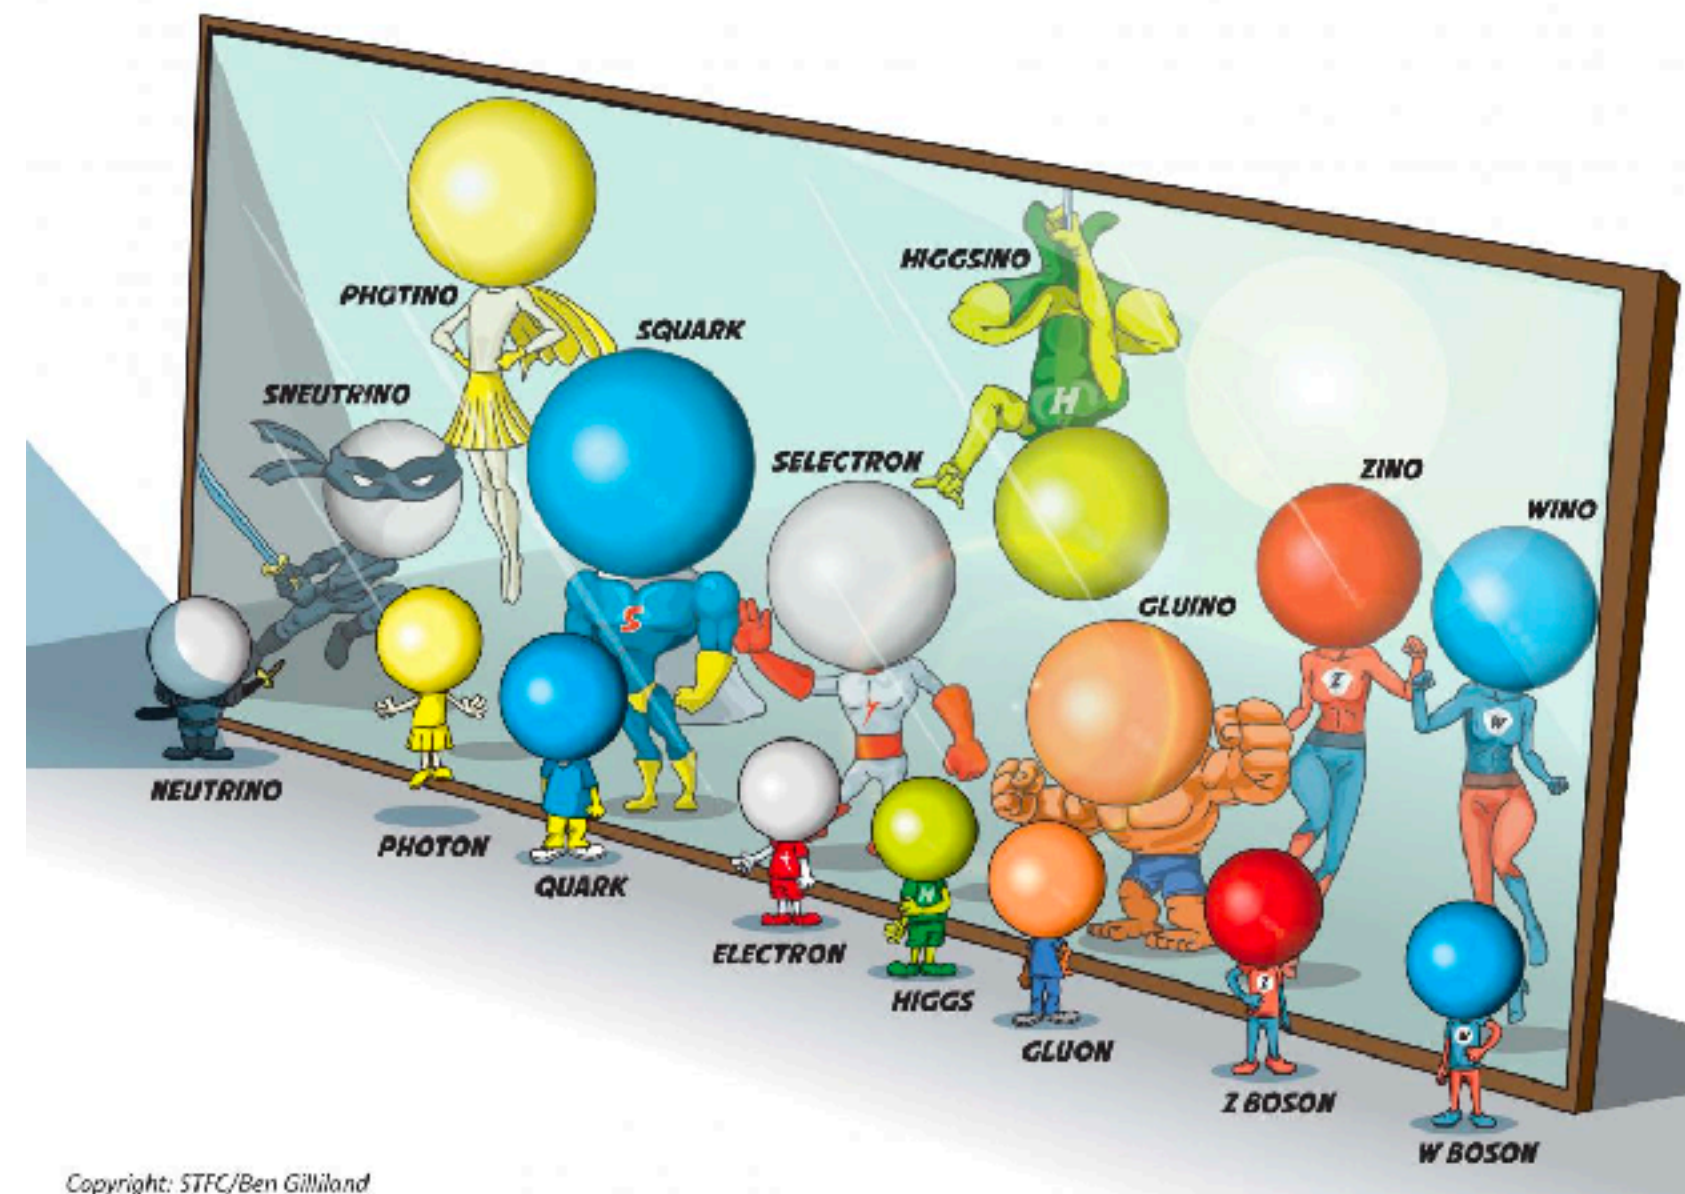 PHOTINO
HIGGSINO
SQUARK
SNEUTRINO
SELECTRON
ZINO
WINO
GLUINO
S
H
Z
W
NEUTRINO
PHOTON
QUARK
ELECTRON
H
HIGGS
GLUON
Z
Z BOSON
W
W BOSON
Copyright: STFC/Ben Gilliland